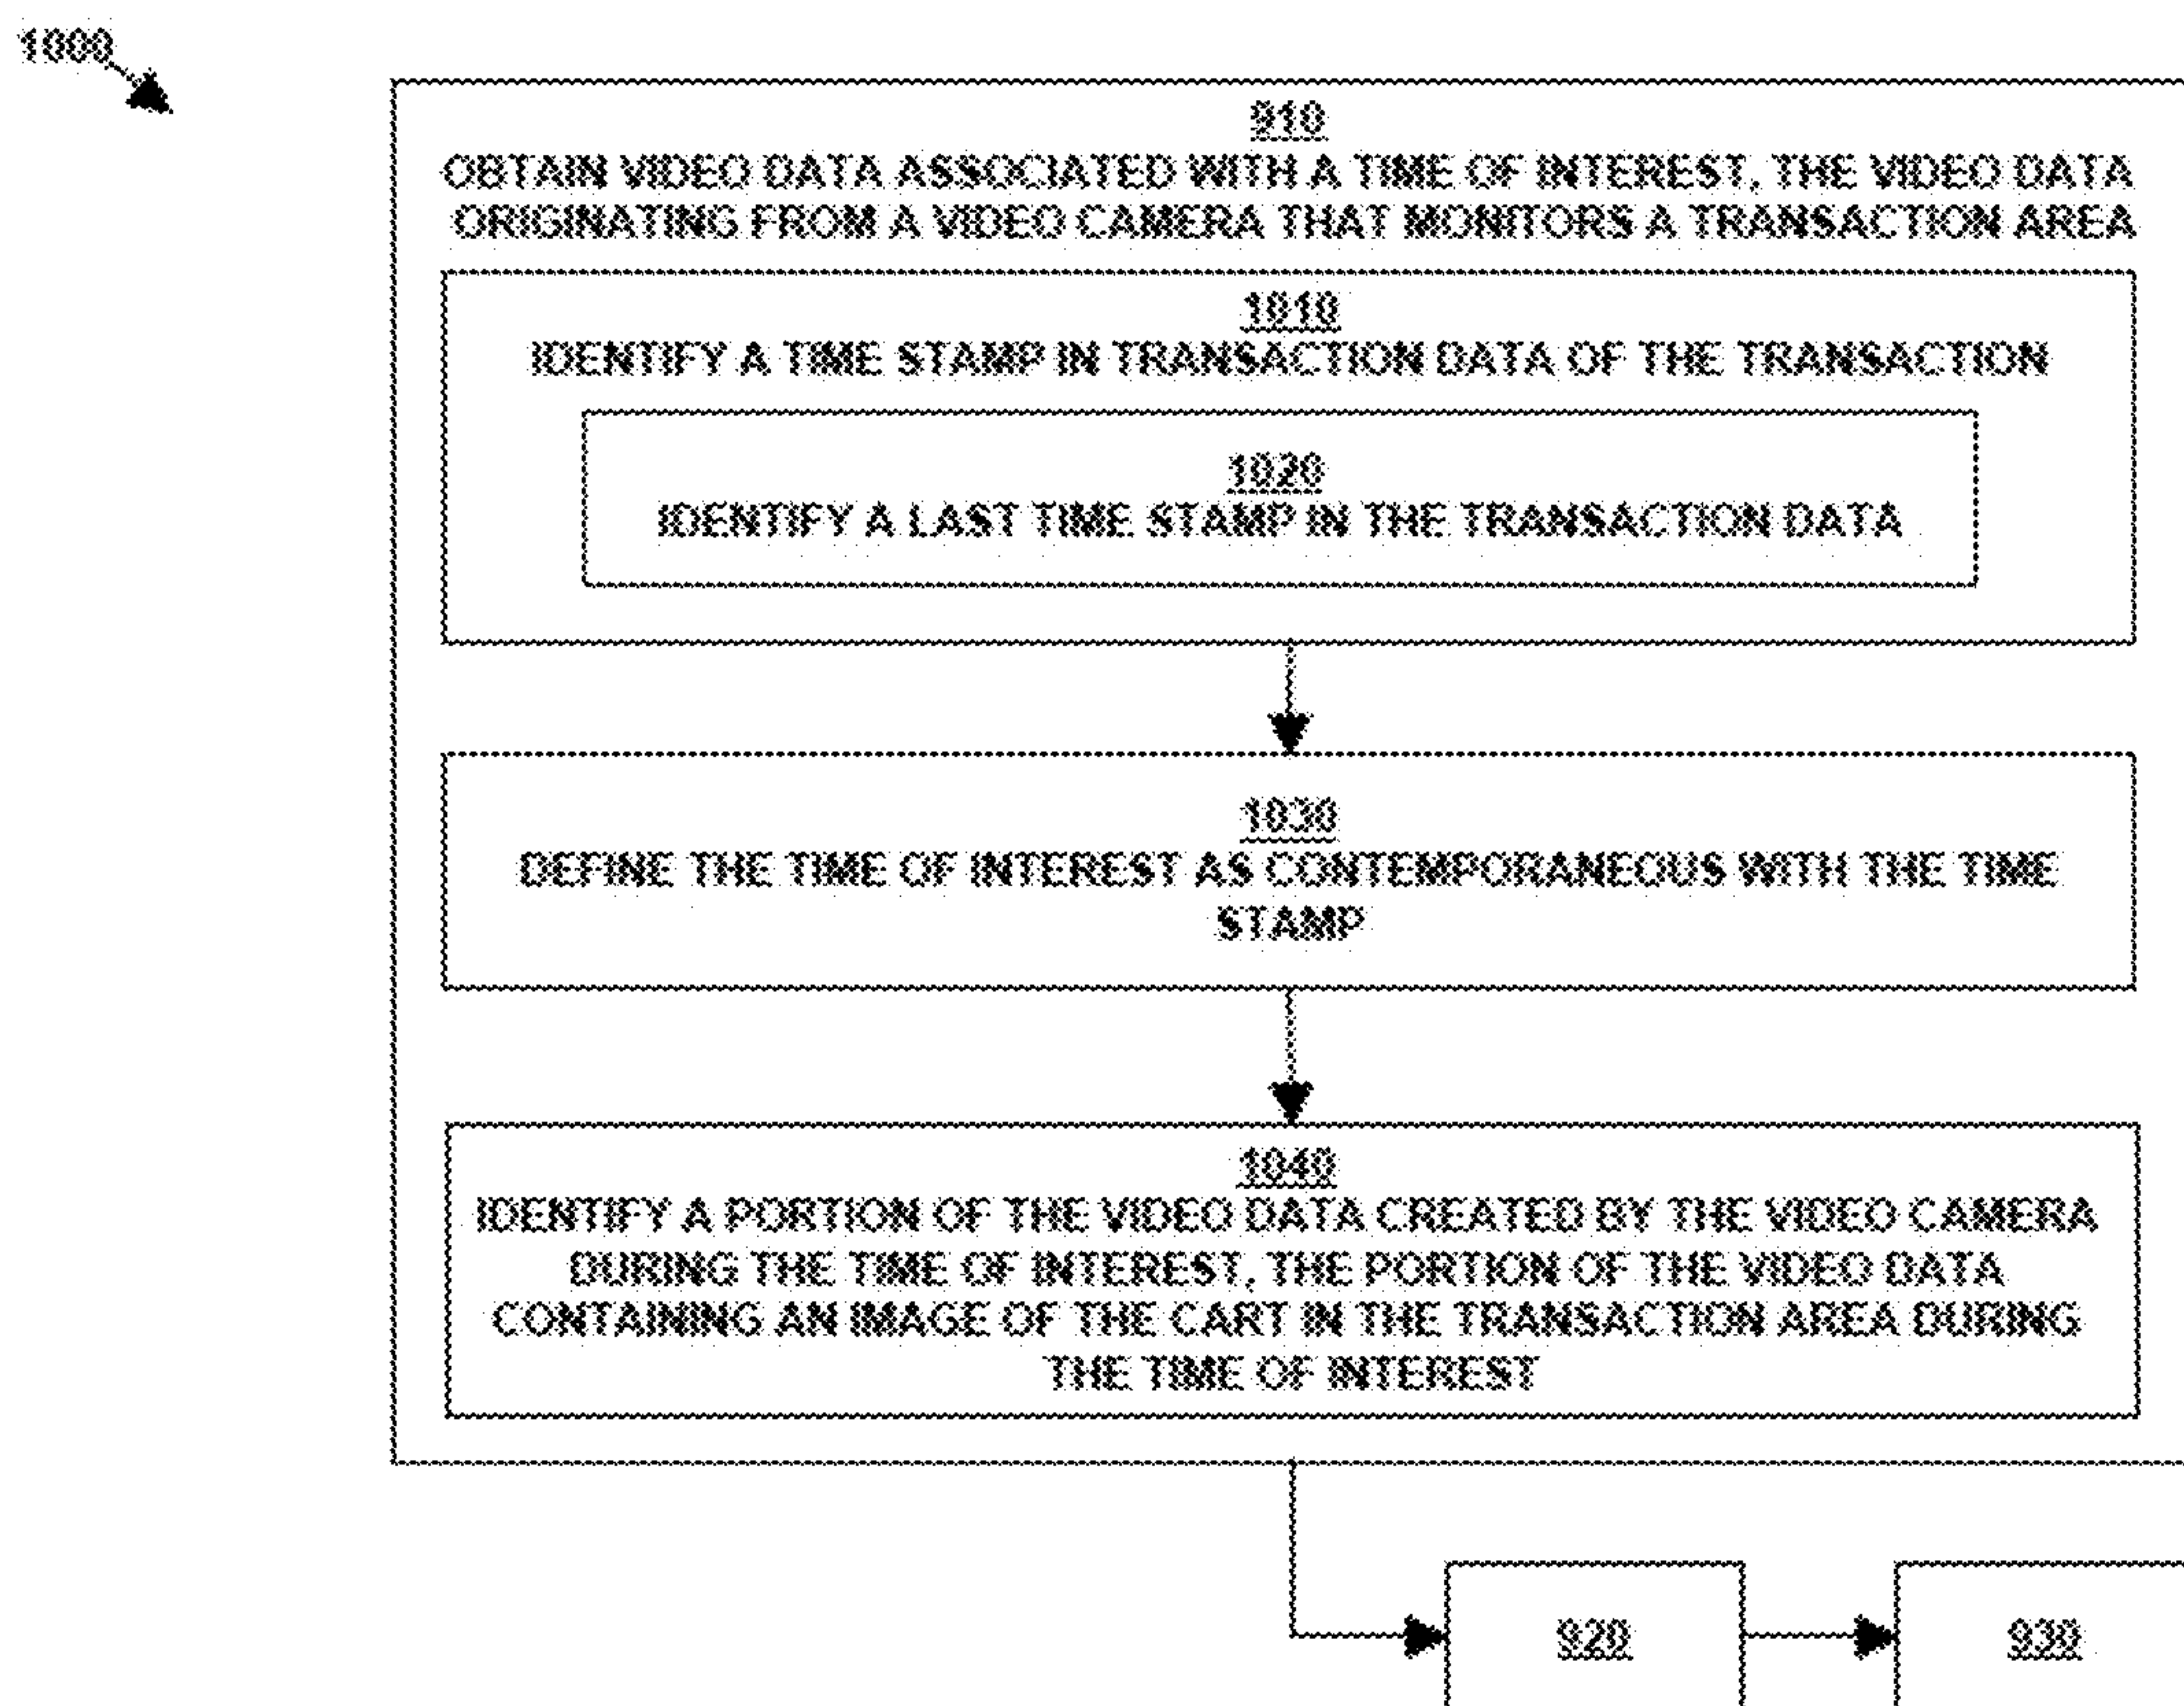 1000
910
OBTAIN VIDEO DATA ASSOCIATED WITH A TIME OF INTEREST, THE VIDEO DATA
ORIGINATING FROM A VIDEO CAMERA THAT MONITORS A TRANSACTION AREA
1010
IDENTIFY A TIME STAMP IN TRANSACTION DATA OF THE TRANSACTION
1020
IDENTIFY A LAST TIME STAMP IN THE TRANSACTION DATA
1030
DEFINE THE TIME OF INTEREST AS CONTEMPORANEOUS WITH THE TIME
STAMP
1040
IDENTIFY A PORTION OF THE VIDEO DATA CREATED BY THE VIDEO CAMERA
DURING THE TIME OF INTEREST, THE PORTION OF THE VIDEO DATA
CONTAINING AN IMAGE OF THE CART IN THE TRANSACTION AREA DURING
THE TIME OF INTEREST
920
930